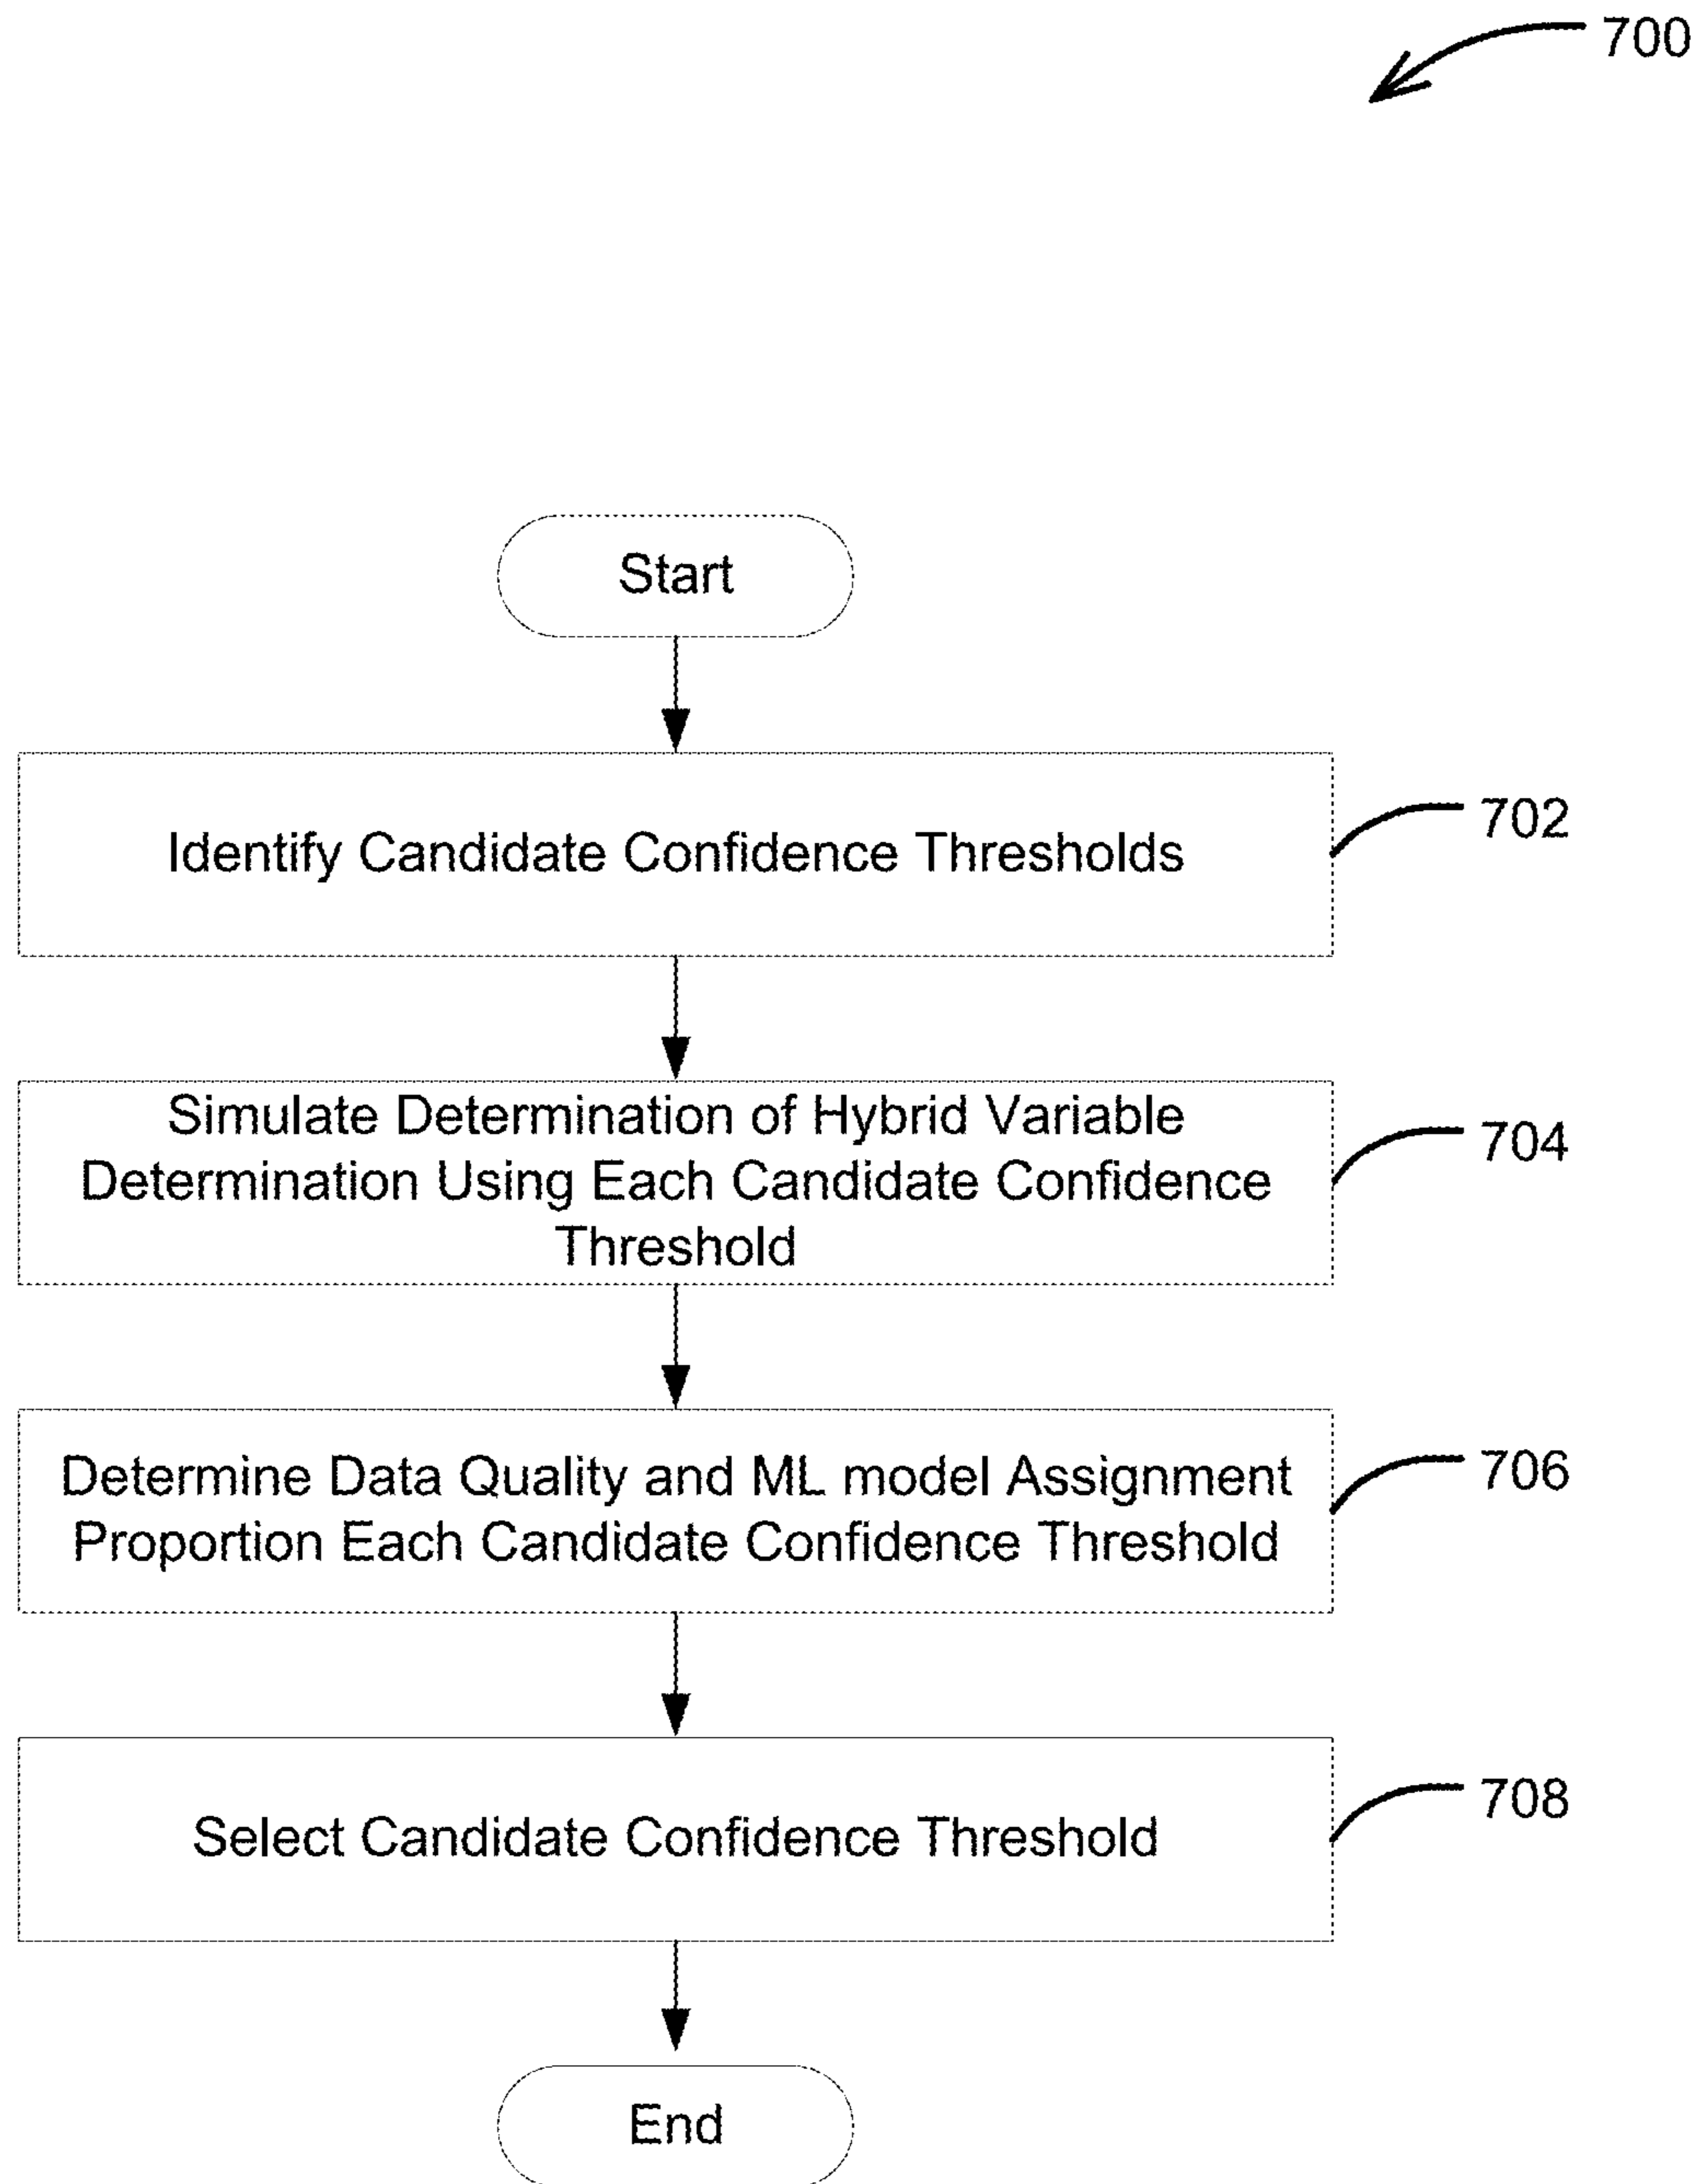 700
Start
Identify Candidate Confidence Thresholds
702
Simulate Determination of Hybrid Variable
Determination Using Each Candidate Confidence
Threshold
704
Determine Data Quality and ML model Assignment
Proportion Each Candidate Confidence Threshold
706
Select Candidate Confidence Threshold
708
End